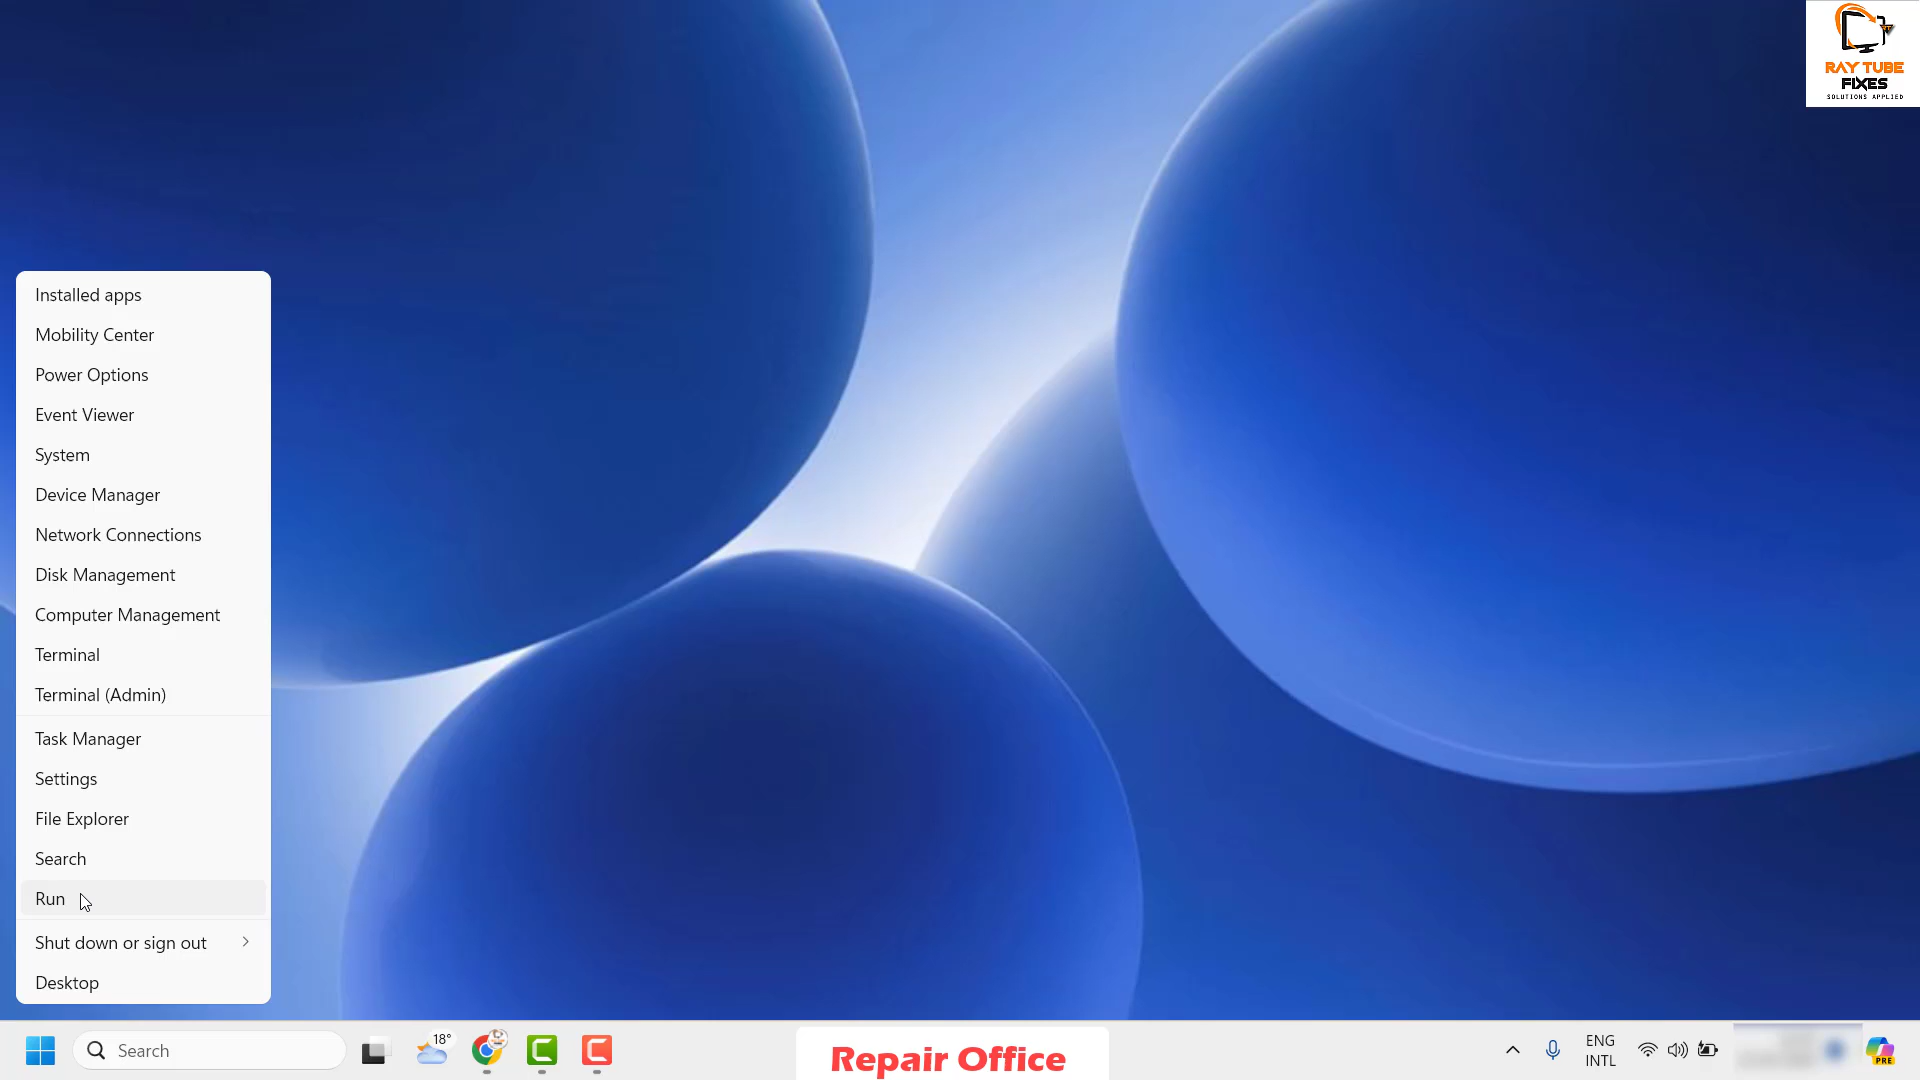 RAY TUBE
FIXES
SOLUTIONS APPLIED
Installed apps
Mobility Center
Power Options
Event Viewer
System
Device Manager
Network Connections
Disk Management
Computer Management
Terminal
Terminal (Admin)
Task Manager
Settings
File Explorer
Search
Run
Shut down or sign out
Desktop
Search
18°
Repair Office
ENG
INTL
PRE